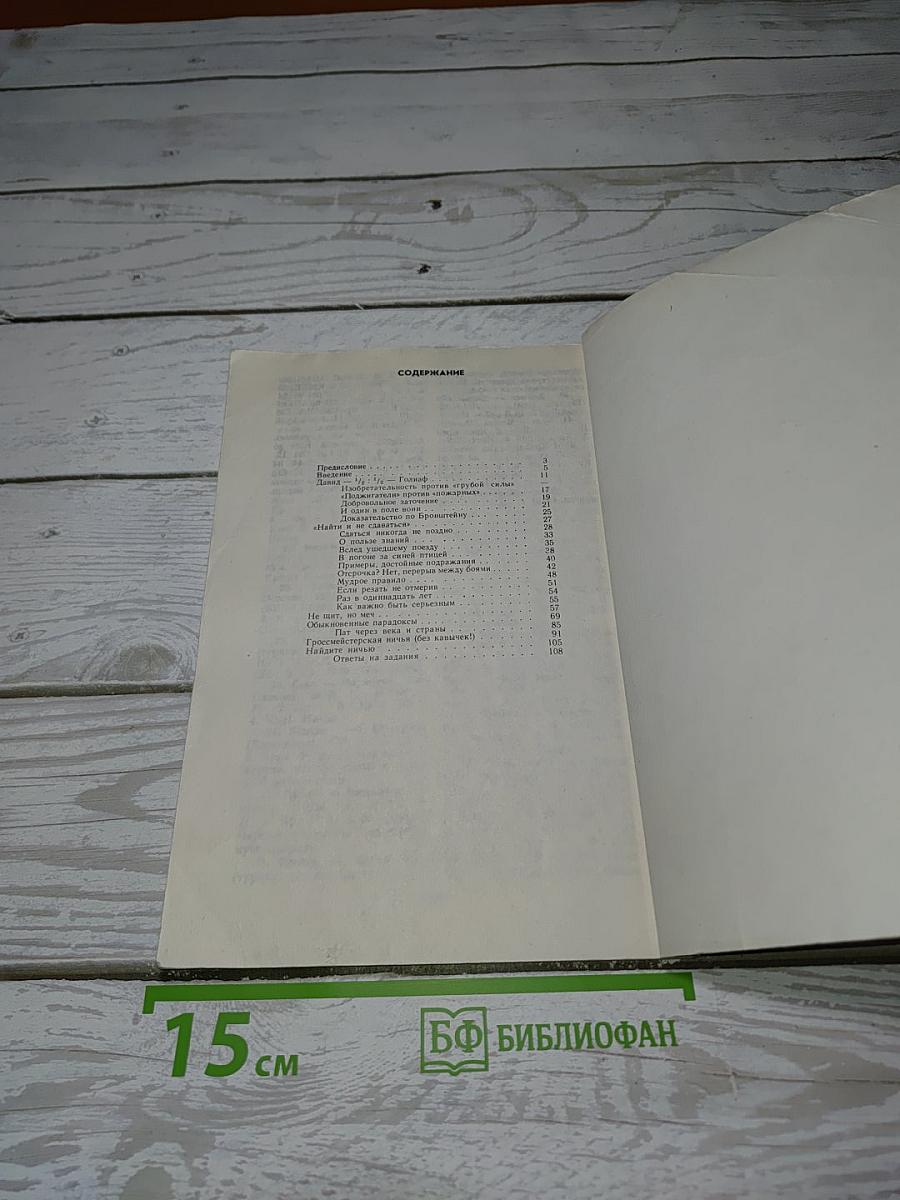 СОДЕРЖАНИЕ
Предисловие . . . . . . . . . . 3
Введение . . . . . . . . . . 5
Давид — 1/2 : 1/2 — Голиаф . . . . . . . . . . 11
Изобретательность против «грубой силы»
«Поджигатели» против «пожарных» . . . . . . 17
Добровольное заточение . . . . . . . . . . 19
И один в поле воин . . . . . . . . . . 21
Доказательство по Бронштейну . . . . . . . . 25
«Найти и не сдаваться» . . . . . . . . . . 27
Сдаться никогда не поздно . . . . . . . . 28
О пользе знаний . . . . . . . . . . 33
Вслед ушедшему поезду . . . . . . . . . . 35
В погоне за синей птицей . . . . . . . . . . 38
Примеры, достойные подражания . . . . . . 40
Отсрочка? Нет, перерыв между боями . . . . 42
Мудрое правило . . . . . . . . . . 48
Если резать не отмерив . . . . . . . . . . 51
Раз в одиннадцать лет . . . . . . . . . . 54
Как важно быть серьезным . . . . . . . . . . 55
Не щит, но меч . . . . . . . . . . 57
Обыкновенные парадоксы . . . . . . . . . . 69
Пат через века и страны . . . . . . . . . . 85
Гроссмейстерская ничья (без кавычек!) . . . . . . 91
Найдите ничью . . . . . . . . . . 105
Ответы на задания . . . . . . . . . . 108
15 см
БФ БИБЛИОФАН